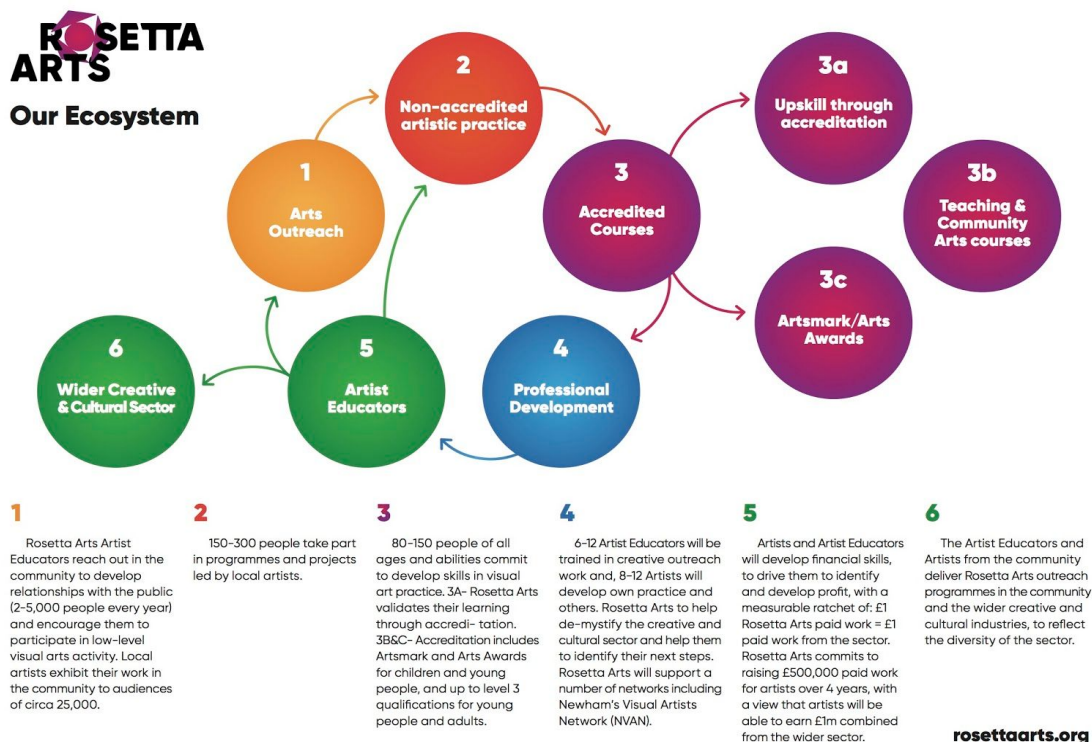 ROSETTA
ARTS
Our Ecosystem
1
Arts
Outreach
2
Non-accredited
artistic practice
3
Accredited
Courses
3a
Upskill through
accreditation
3b
Teaching &
Community
Arts courses
3c
Artsmark/Arts
Awards
4
Professional
Development
5
Artist
Educators
6
Wider Creative
& Cultural Sector
1
Rosetta Arts Artist
Educators reach out in the
community to develop
relationships with the public
(2-5,000 people every year)
and encourage them to
participate in low-level
visual arts activity. Local
artists exhibit their work in
the community to audiences
of circa 25,000.
2
150-300 people take part
in programmes and projects
led by local artists.
3
80-150 people of all
ages and abilities commit
to develop skills in visual
art practice. 3A- Rosetta Arts
validates their learning
through accredi- tation.
3B&C- Accreditation includes
Artsmark and Arts Awards
for children and young
people, and up to level 3
qualifications for young
people and adults.
4
6-12 Artist Educators will be
trained in creative outreach
work and, 8-12 Artists will
develop own practice and
others. Rosetta Arts to help
de-mystify the creative and
cultural sector and help them
to identify their next steps.
Rosetta Arts will support a
number of networks including
Newham's Visual Artists
Network (NVAN).
5
Artists and Artist Educators
will develop financial skills,
to drive them to identify
and develop profit, with a
measurable ratchet of: £1
Rosetta Arts paid work = £1
paid work from the sector.
Rosetta Arts commits to
raising £500,000 paid work
for artists over 4 years, with
a view that artists will be
able to earn £1m combined
from the wider sector.
6
The Artist Educators and
Artists from the community
deliver Rosetta Arts outreach
programmes in the community
and the wider creative and
cultural industries, to reflect
the diversity of the sector.
rosettaarts.org